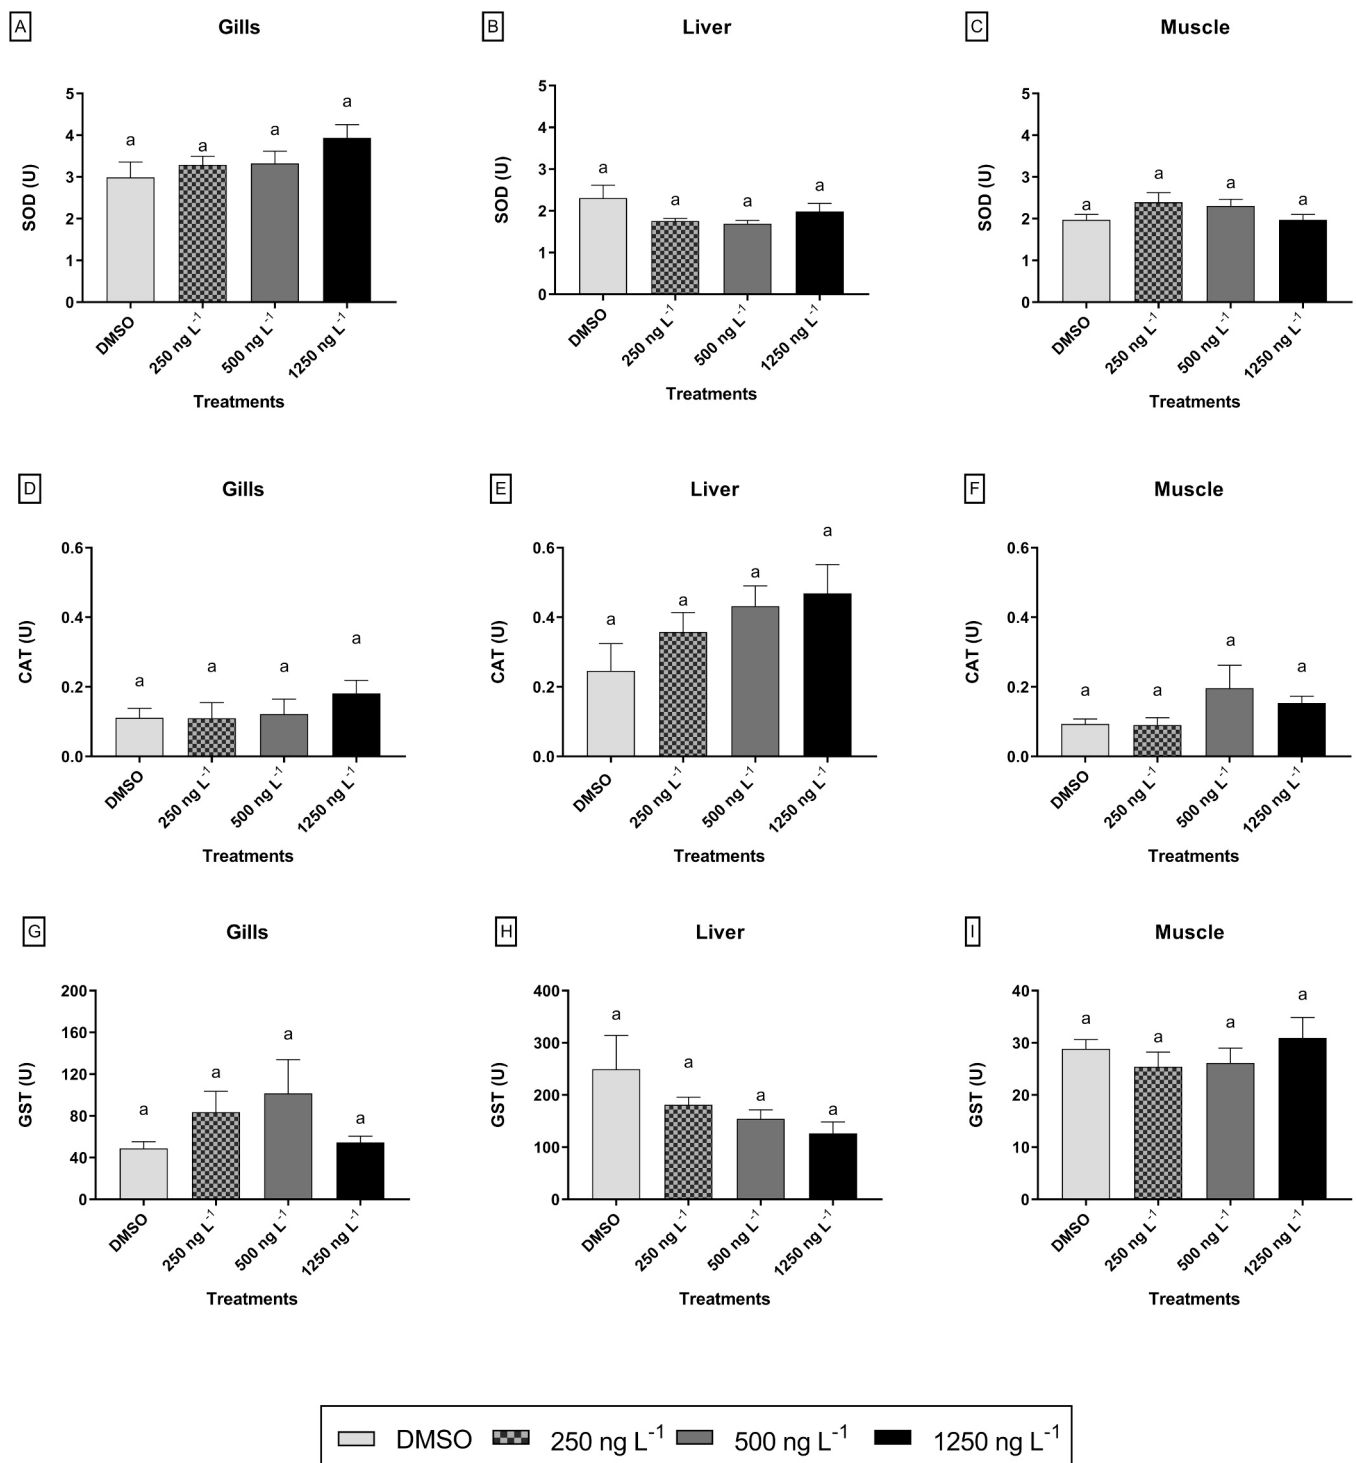 A Gills
B Liver
C Muscle
SOD (U)
5
4
3
2
1
0
a a a a
DMSO
250 ng L⁻¹
500 ng L⁻¹
1250 ng L⁻¹
Treatments
SOD (U)
5
4
3
2
1
0
a a a a
DMSO
250 ng L⁻¹
500 ng L⁻¹
1250 ng L⁻¹
Treatments
SOD (U)
5
4
3
2
1
0
a a a a
DMSO
250 ng L⁻¹
500 ng L⁻¹
1250 ng L⁻¹
Treatments
D Gills
E Liver
F Muscle
CAT (U)
0.6
0.4
0.2
0.0
a a a a
DMSO
250 ng L⁻¹
500 ng L⁻¹
1250 ng L⁻¹
Treatments
CAT (U)
0.6
0.4
0.2
0.0
a a a a
DMSO
250 ng L⁻¹
500 ng L⁻¹
1250 ng L⁻¹
Treatments
CAT (U)
0.6
0.4
0.2
0.0
a a a a
DMSO
250 ng L⁻¹
500 ng L⁻¹
1250 ng L⁻¹
Treatments
G Gills
H Liver
I Muscle
GST (U)
200
160
120
80
40
0
a a a a
DMSO
250 ng L⁻¹
500 ng L⁻¹
1250 ng L⁻¹
Treatments
GST (U)
400
300
200
100
0
a a a a
DMSO
250 ng L⁻¹
500 ng L⁻¹
1250 ng L⁻¹
Treatments
GST (U)
40
30
20
10
0
a a a a
DMSO
250 ng L⁻¹
500 ng L⁻¹
1250 ng L⁻¹
Treatments
DMSO 250 ng L⁻¹ 500 ng L⁻¹ 1250 ng L⁻¹